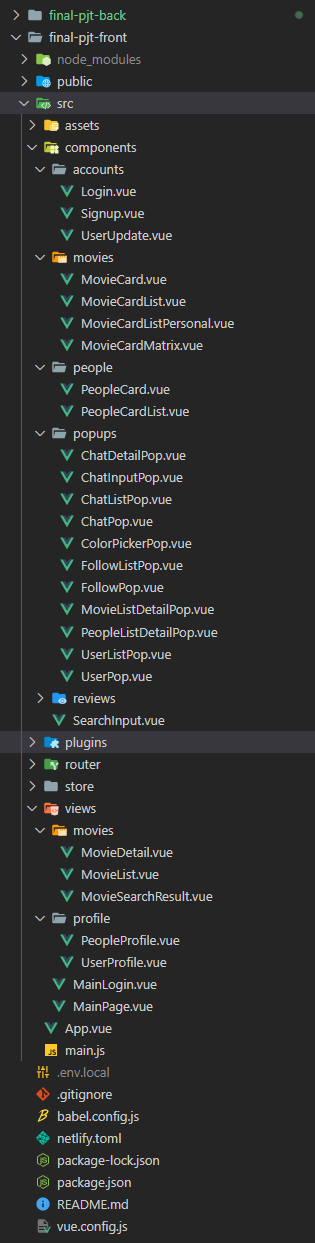 final-pjt-back
final-pjt-front
node_modules
public
src
assets
components
accounts
Login.vue
Signup.vue
UserUpdate.vue
movies
MovieCard.vue
MovieCardList.vue
MovieCardListPersonal.vue
MovieCardMatrix.vue
people
PeopleCard.vue
PeopleCardList.vue
popups
ChatDetailPop.vue
ChatInputPop.vue
ChatListPop.vue
ChatPop.vue
ColorPickerPop.vue
FollowListPop.vue
FollowPop.vue
MovieListDetailPop.vue
PeopleListDetailPop.vue
UserListPop.vue
UserPop.vue
reviews
SearchInput.vue
plugins
router
store
views
movies
MovieDetail.vue
MovieList.vue
MovieSearchResult.vue
profile
PeopleProfile.vue
UserProfile.vue
MainLogin.vue
MainPage.vue
App.vue
main.js
.env.local
.gitignore
babel.config.js
netlify.toml
package-lock.json
package.json
README.md
vue.config.js